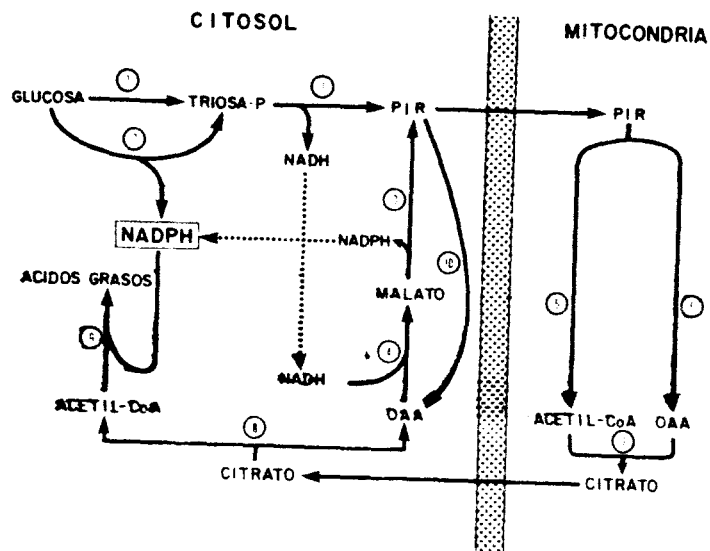 CITOSOL
MITOCONDRIA
GLUCOSA
TRIOSA-P
PIR
PIR
NADH
NADPH
NADPH
ACIDOS GRASOS
MALATO
10
NADH
ACETIL-CoA
OAA
8
ACETIL-CoA
OAA
CITRATO
CITRATO